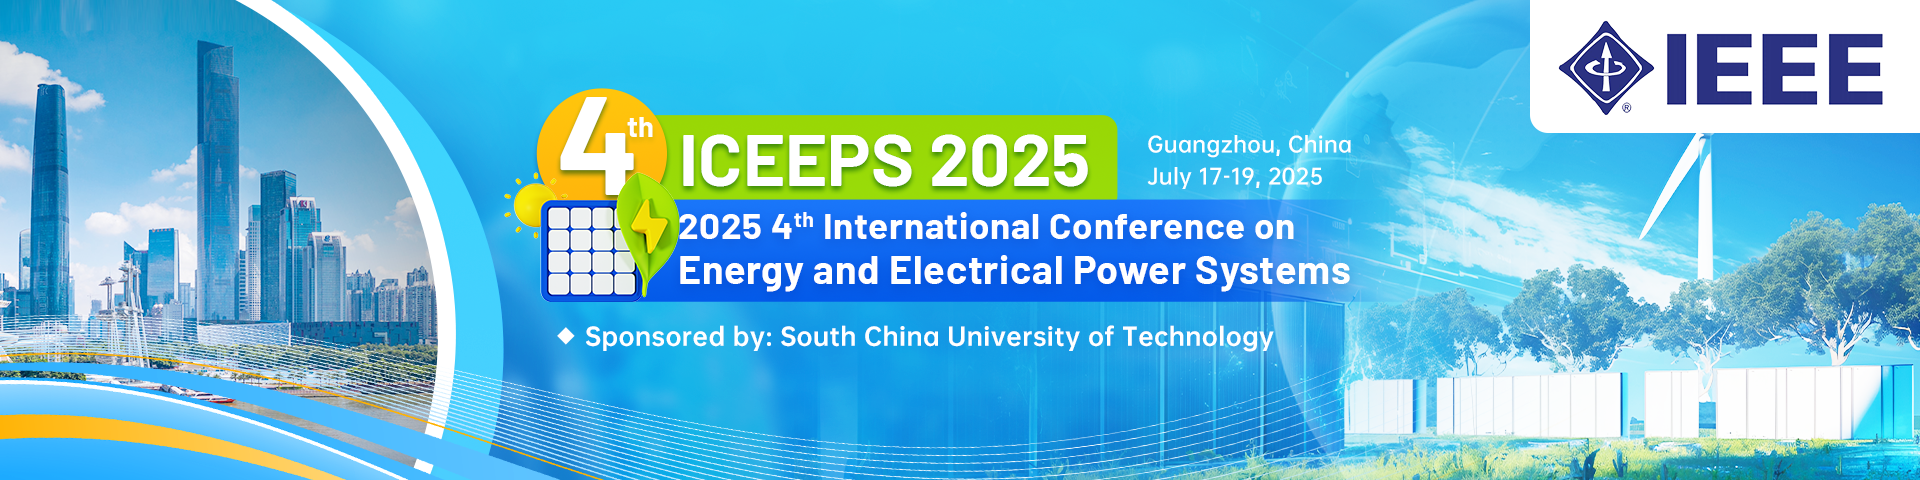 IEEE
®
4th
ICEEPS 2025
Guangzhou, China
July 17-19, 2025
2025 4th International Conference on
Energy and Electrical Power Systems
Sponsored by: South China University of Technology